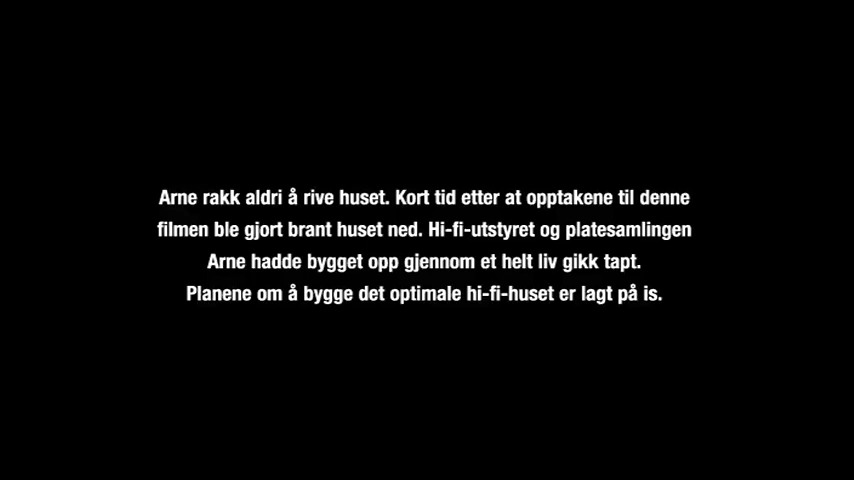 Arne rakk aldri å rive huset. Kort tid etter at opptakene til denne
filmen ble gjort brant huset ned. Hi-fi-utstyret og platesamlingen
Arne hadde bygget opp gjennom et helt liv gikk tapt.
Planene om å bygge det optimale hi-fi-huset er lagt på is.